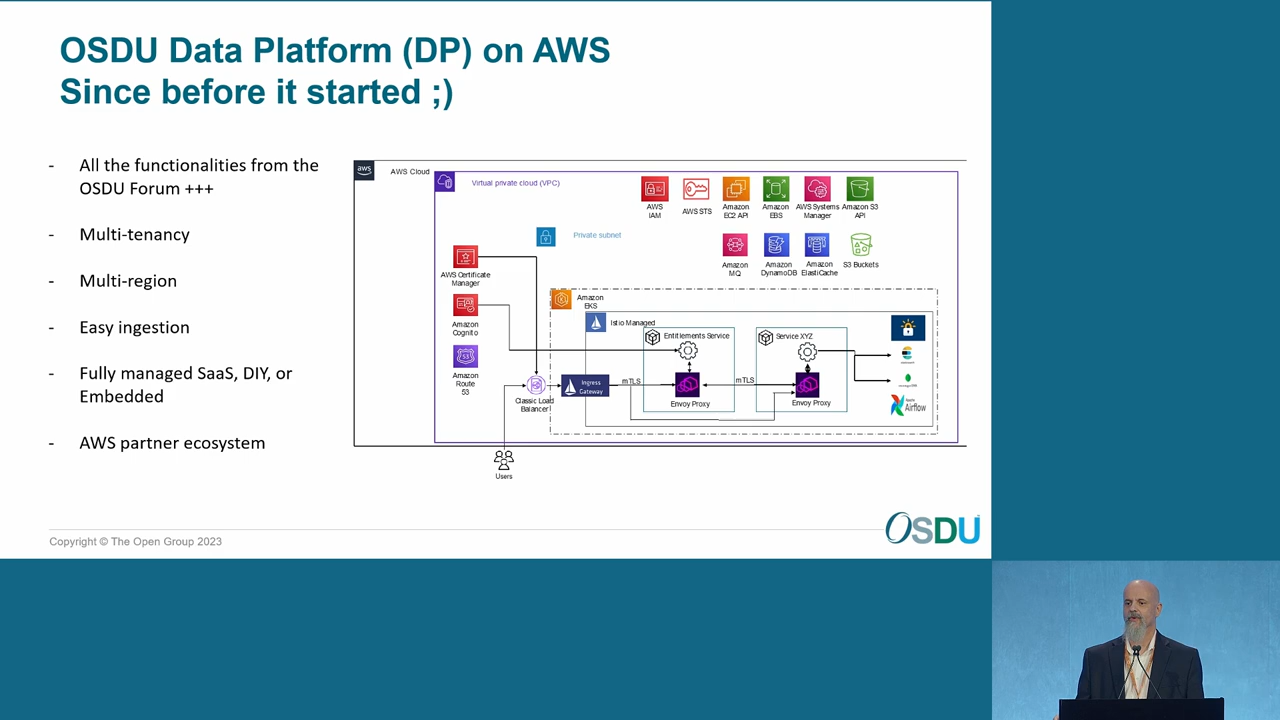 OSDU Data Platform (DP) on AWS
Since before it started ;)
- All the functionalities from the
OSDU Forum +++
- Multi-tenancy
- Multi-region
- Easy ingestion
- Fully managed SaaS, DIY, or
Embedded
- AWS partner ecosystem
aws
AWS Cloud
Virtual private cloud (VPC)
Private subnet
AWS
IAM
AWS STS
Amazon
EC2 API
Amazon
EBS
AWS Systems
Manager
Amazon S3
API
Amazon
MQ
Amazon
DynamoDB
Amazon
ElastiCache
S3 Buckets
AWS Certificate
Manager
Amazon
Cognito
53
Amazon
Route
53
Classic Load
Balancer
Users
Amazon
EKS
Istio Managed
Ingress
Gateway
mTLS
Entitlements Service
Envoy Proxy
mTLS
Service XYZ
Envoy Proxy
Airflow
Copyright © The Open Group 2023
OSDU